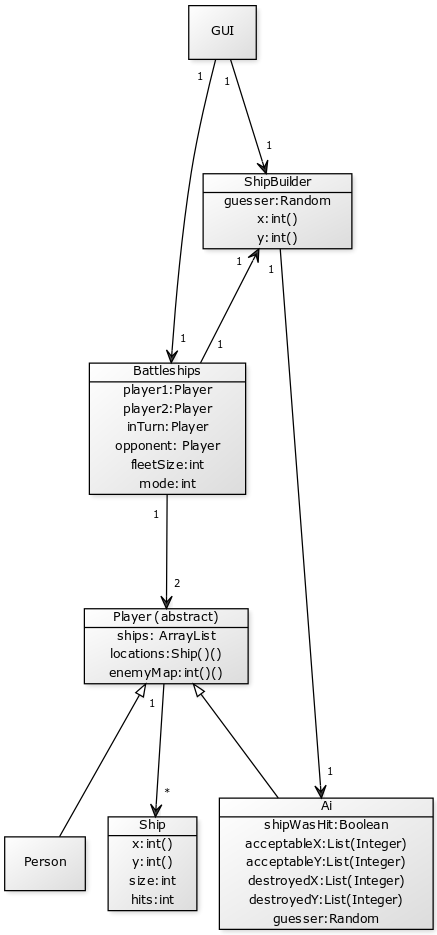 GUI
1
1
1
ShipBuilder
guesser:Random
x:int()
y:int()
1
1
1
1
Battleships
player1:Player
player2:Player
inTurn:Player
opponent: Player
fleetSize:int
mode:int
1
2
Player (abstract)
ships: ArrayList
locations:Ship()()
enemyMap:int()()
1
*
1
Ship
x:int()
y:int()
size:int
hits:int
Person
Ai
shipWasHit:Boolean
acceptableX:List(Integer)
acceptableY:List(Integer)
destroyedX:List(Integer)
destroyedY:List(Integer)
guesser:Random